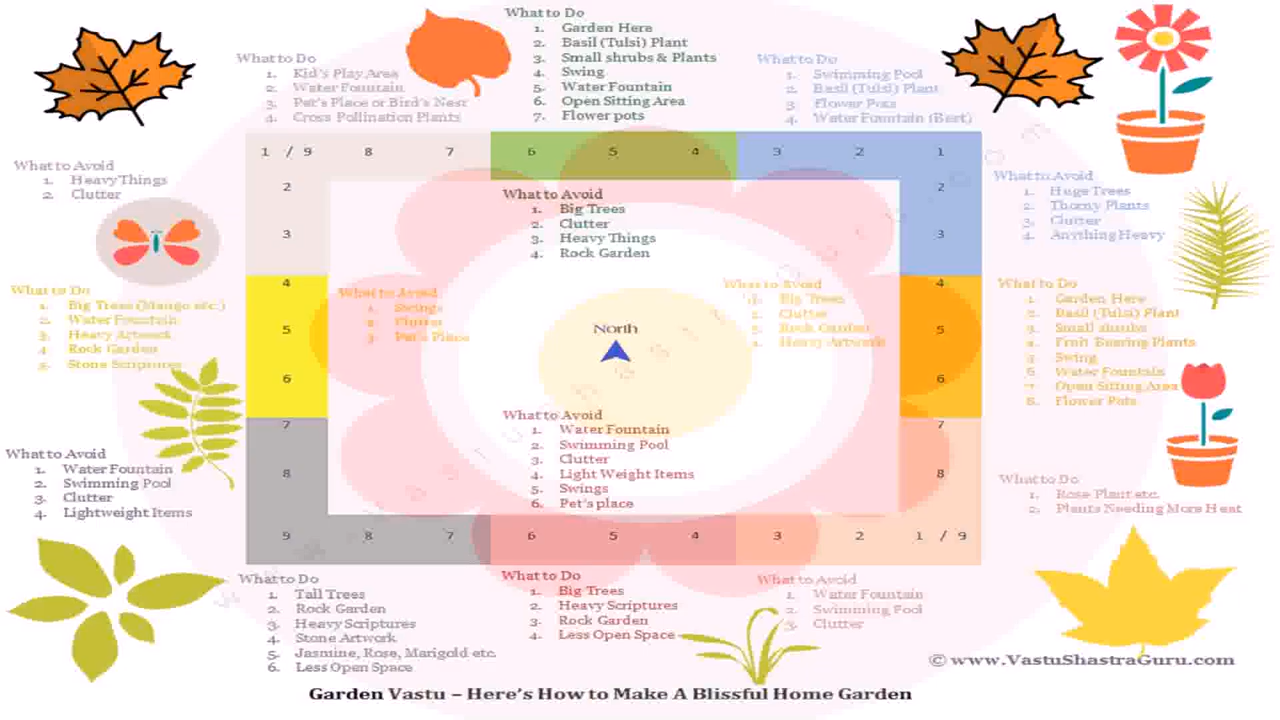 What to Do
1. Garden Here
2. Basil (Tulsi) Plant
3. Small shrubs & Plants
4. Swing
5. Water Fountain
6. Open Sitting Area
7. Flower pots
What to Do
1. Kid's Play Area
2. Water Fountain
3. Pet's Place or Bird's Nest
4. Cross Pollination Plants
What to Do
1. Swimming Pool
2. Basil (Tulsi) Plant
3. Flower Pots
4. Water Fountain (Best)
1 / 9 8 7 6 5 4 3 2 1
What to Avoid
1. Heavy Things
2. Clutter
What to Avoid
1. Huge Trees
2. Thorny Plants
3. Clutter
4. Anything Heavy
2
3
4
5
6
7
8
2
3
4
5
6
7
8
What to Avoid
1. Big Trees
2. Clutter
3. Heavy Things
4. Rock Garden
What to Do
1. Big Trees (Mango etc.)
2. Water Fountain
3. Heavy Artwork
4. Rock Garden
5. Stone Scriptures
What to Avoid
1. Swings
2. Clutter
3. Pet's Place
North
What to Avoid
1. Big Trees
2. Clutter
3. Rock Garden
4. Heavy Artwork
What to Do
1. Garden Here
2. Basil (Tulsi) Plant
3. Small shrubs
4. Fruit Bearing Plants
5. Swing
6. Water Fountain
7. Open Sitting Area
8. Flower Pots
What to Avoid
1. Water Fountain
2. Swimming Pool
3. Clutter
4. Light Weight Items
5. Swings
6. Pet's place
What to Avoid
1. Water Fountain
2. Swimming Pool
3. Clutter
4. Lightweight Items
What to Do
1. Rose Plant etc.
2. Plants Needing More Heat
9 8 7 6 5 4 3 2 1 / 9
What to Do
1. Tall Trees
2. Rock Garden
3. Heavy Scriptures
4. Stone Artwork
5. Jasmine, Rose, Marigold etc.
6. Less Open Space
What to Do
1. Big Trees
2. Heavy Scriptures
3. Rock Garden
4. Less Open Space
What to Avoid
1. Water Fountain
2. Swimming Pool
3. Clutter
© www.VastuShastraGuru.com
Garden Vastu – Here's How to Make A Blissful Home Garden